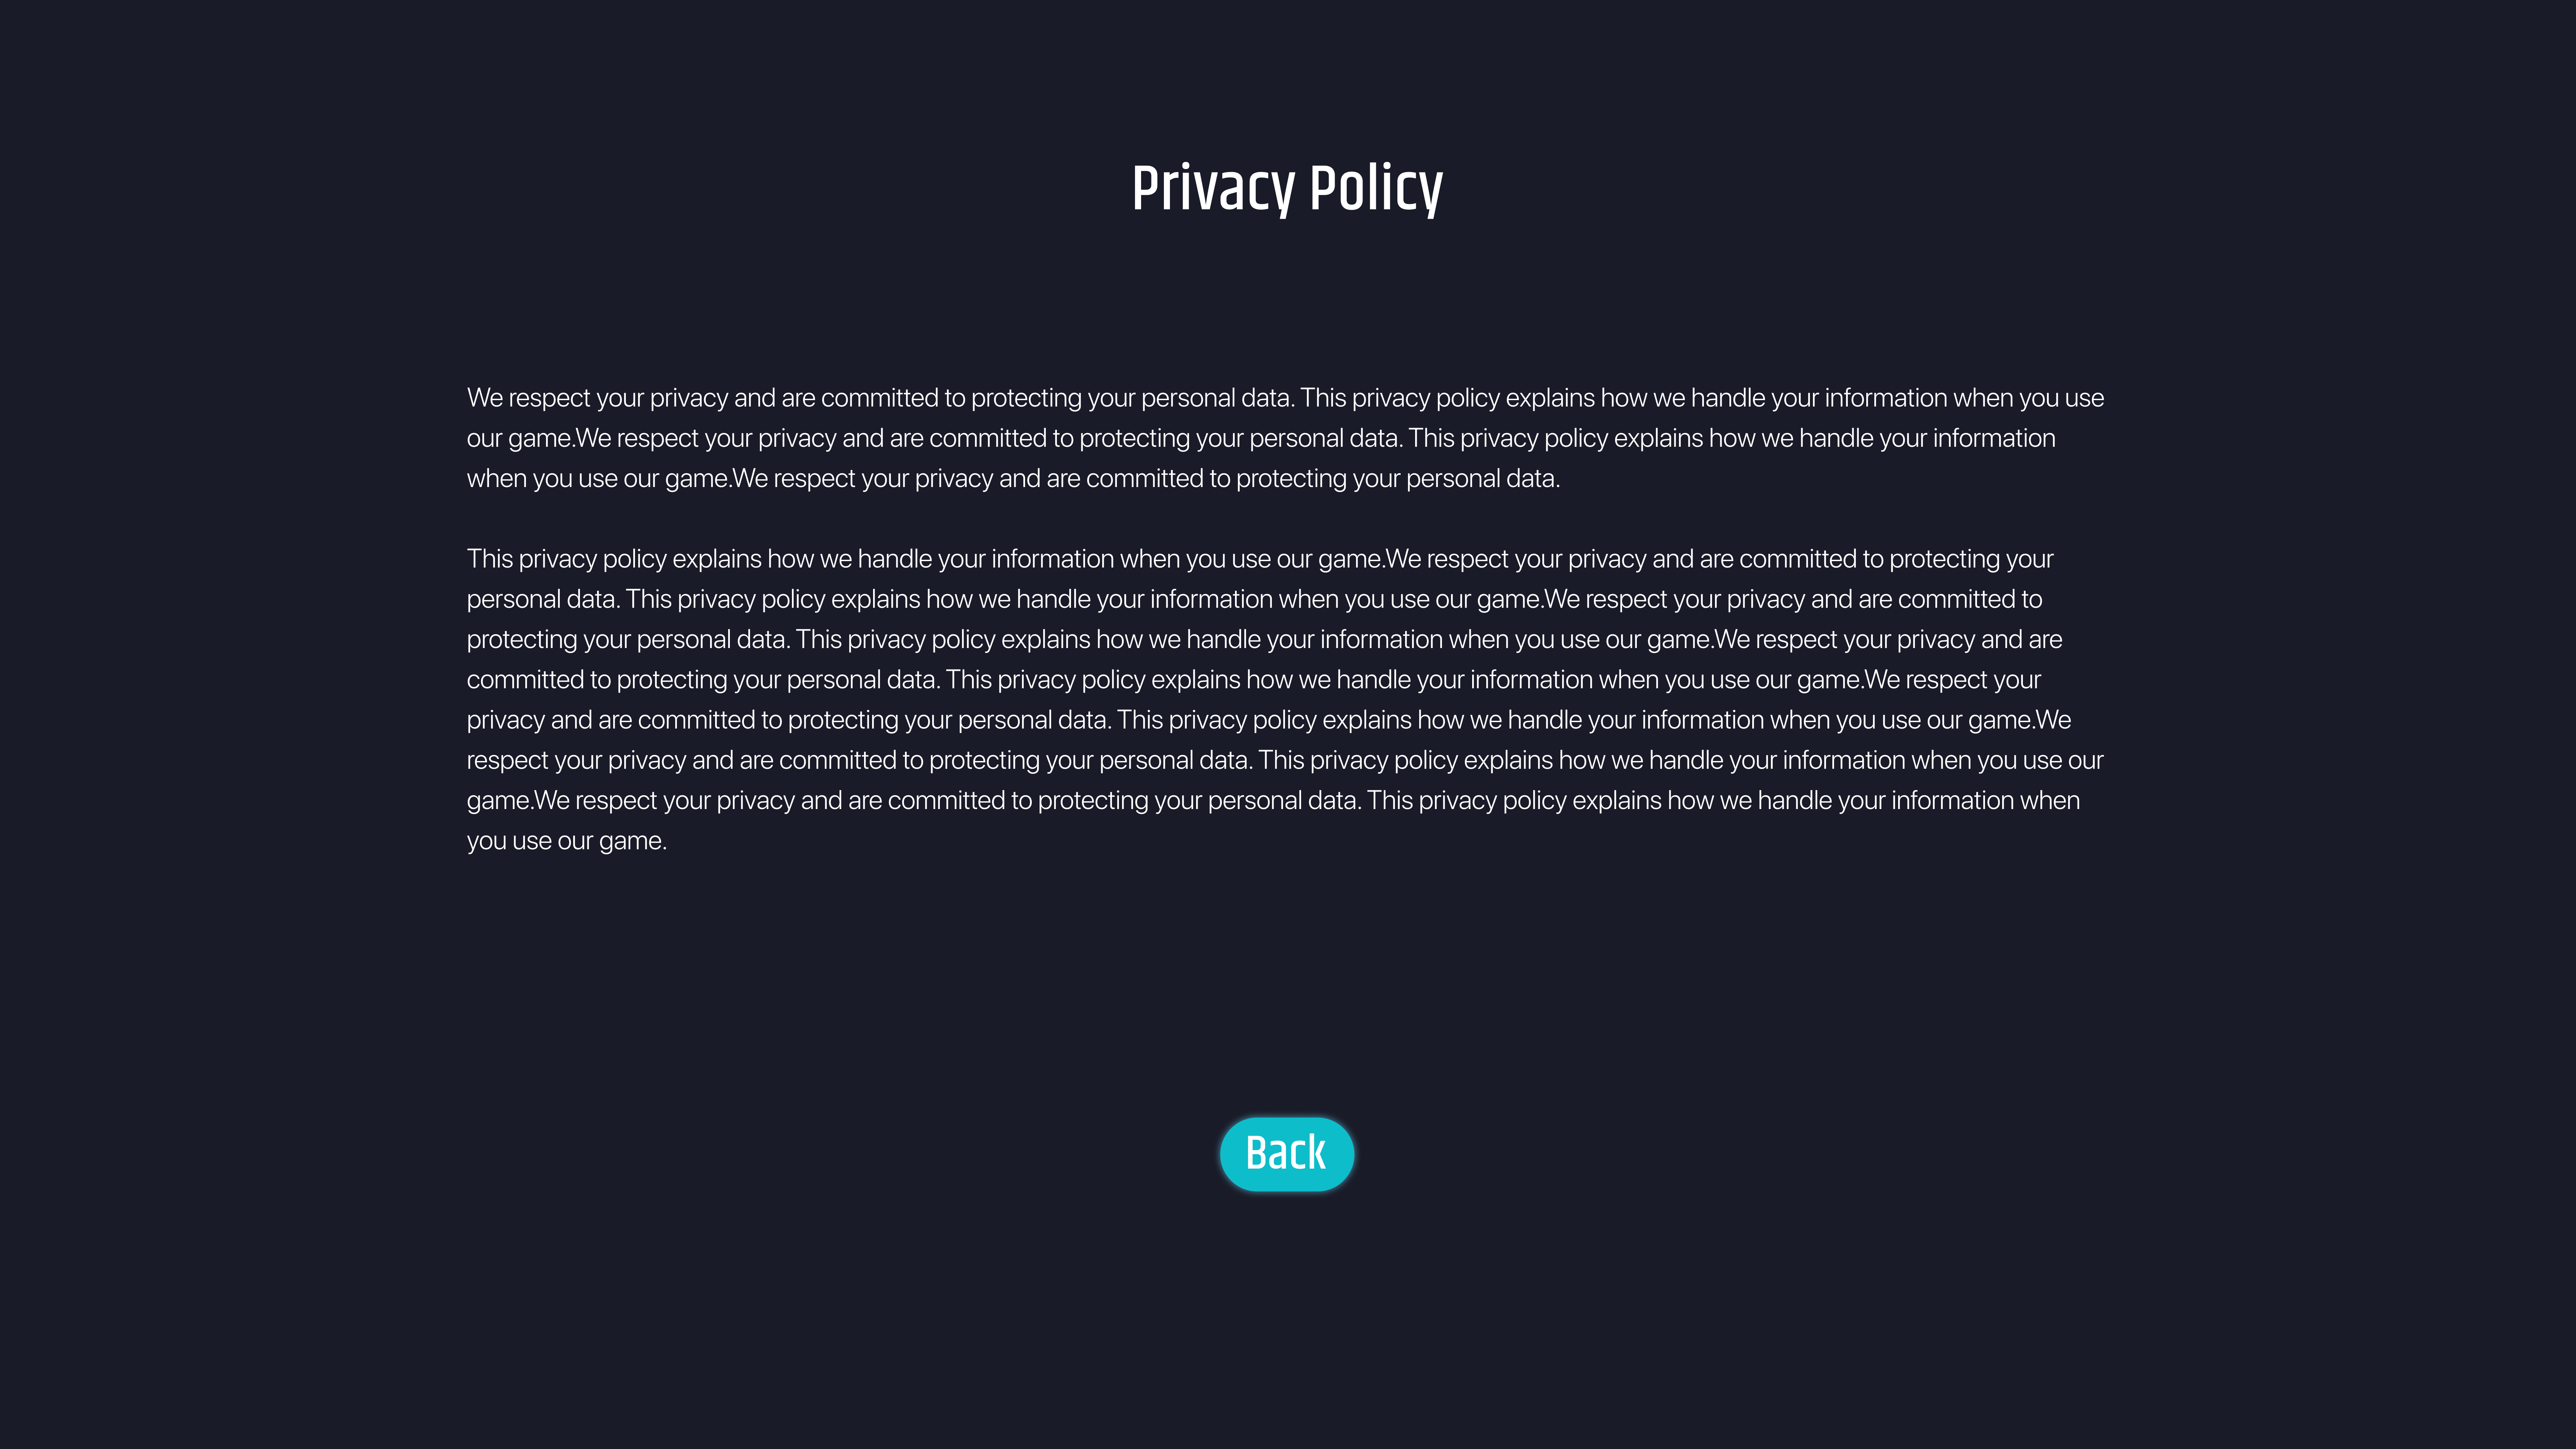 Privacy Policy
We respect your privacy and are committed to protecting your personal data. This privacy policy explains how we handle your information when you use
our game.We respect your privacy and are committed to protecting your personal data. This privacy policy explains how we handle your information
when you use our game.We respect your privacy and are committed to protecting your personal data.
This privacy policy explains how we handle your information when you use our game.We respect your privacy and are committed to protecting your
personal data. This privacy policy explains how we handle your information when you use our game.We respect your privacy and are committed to
protecting your personal data. This privacy policy explains how we handle your information when you use our game.We respect your privacy and are
committed to protecting your personal data. This privacy policy explains how we handle your information when you use our game.We respect your
privacy and are committed to protecting your personal data. This privacy policy explains how we handle your information when you use our game.We
respect your privacy and are committed to protecting your personal data. This privacy policy explains how we handle your information when you use our
game.We respect your privacy and are committed to protecting your personal data. This privacy policy explains how we handle your information when
you use our game.
Back